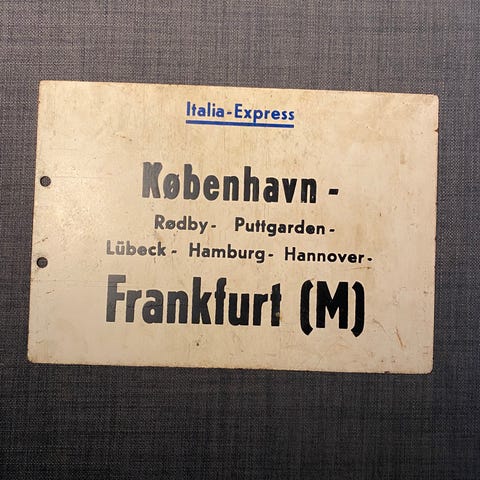 Italia-Express
København -
Rødby- Puttgarden-
Lübeck - Hamburg- Hannover-
Frankfurt (M)